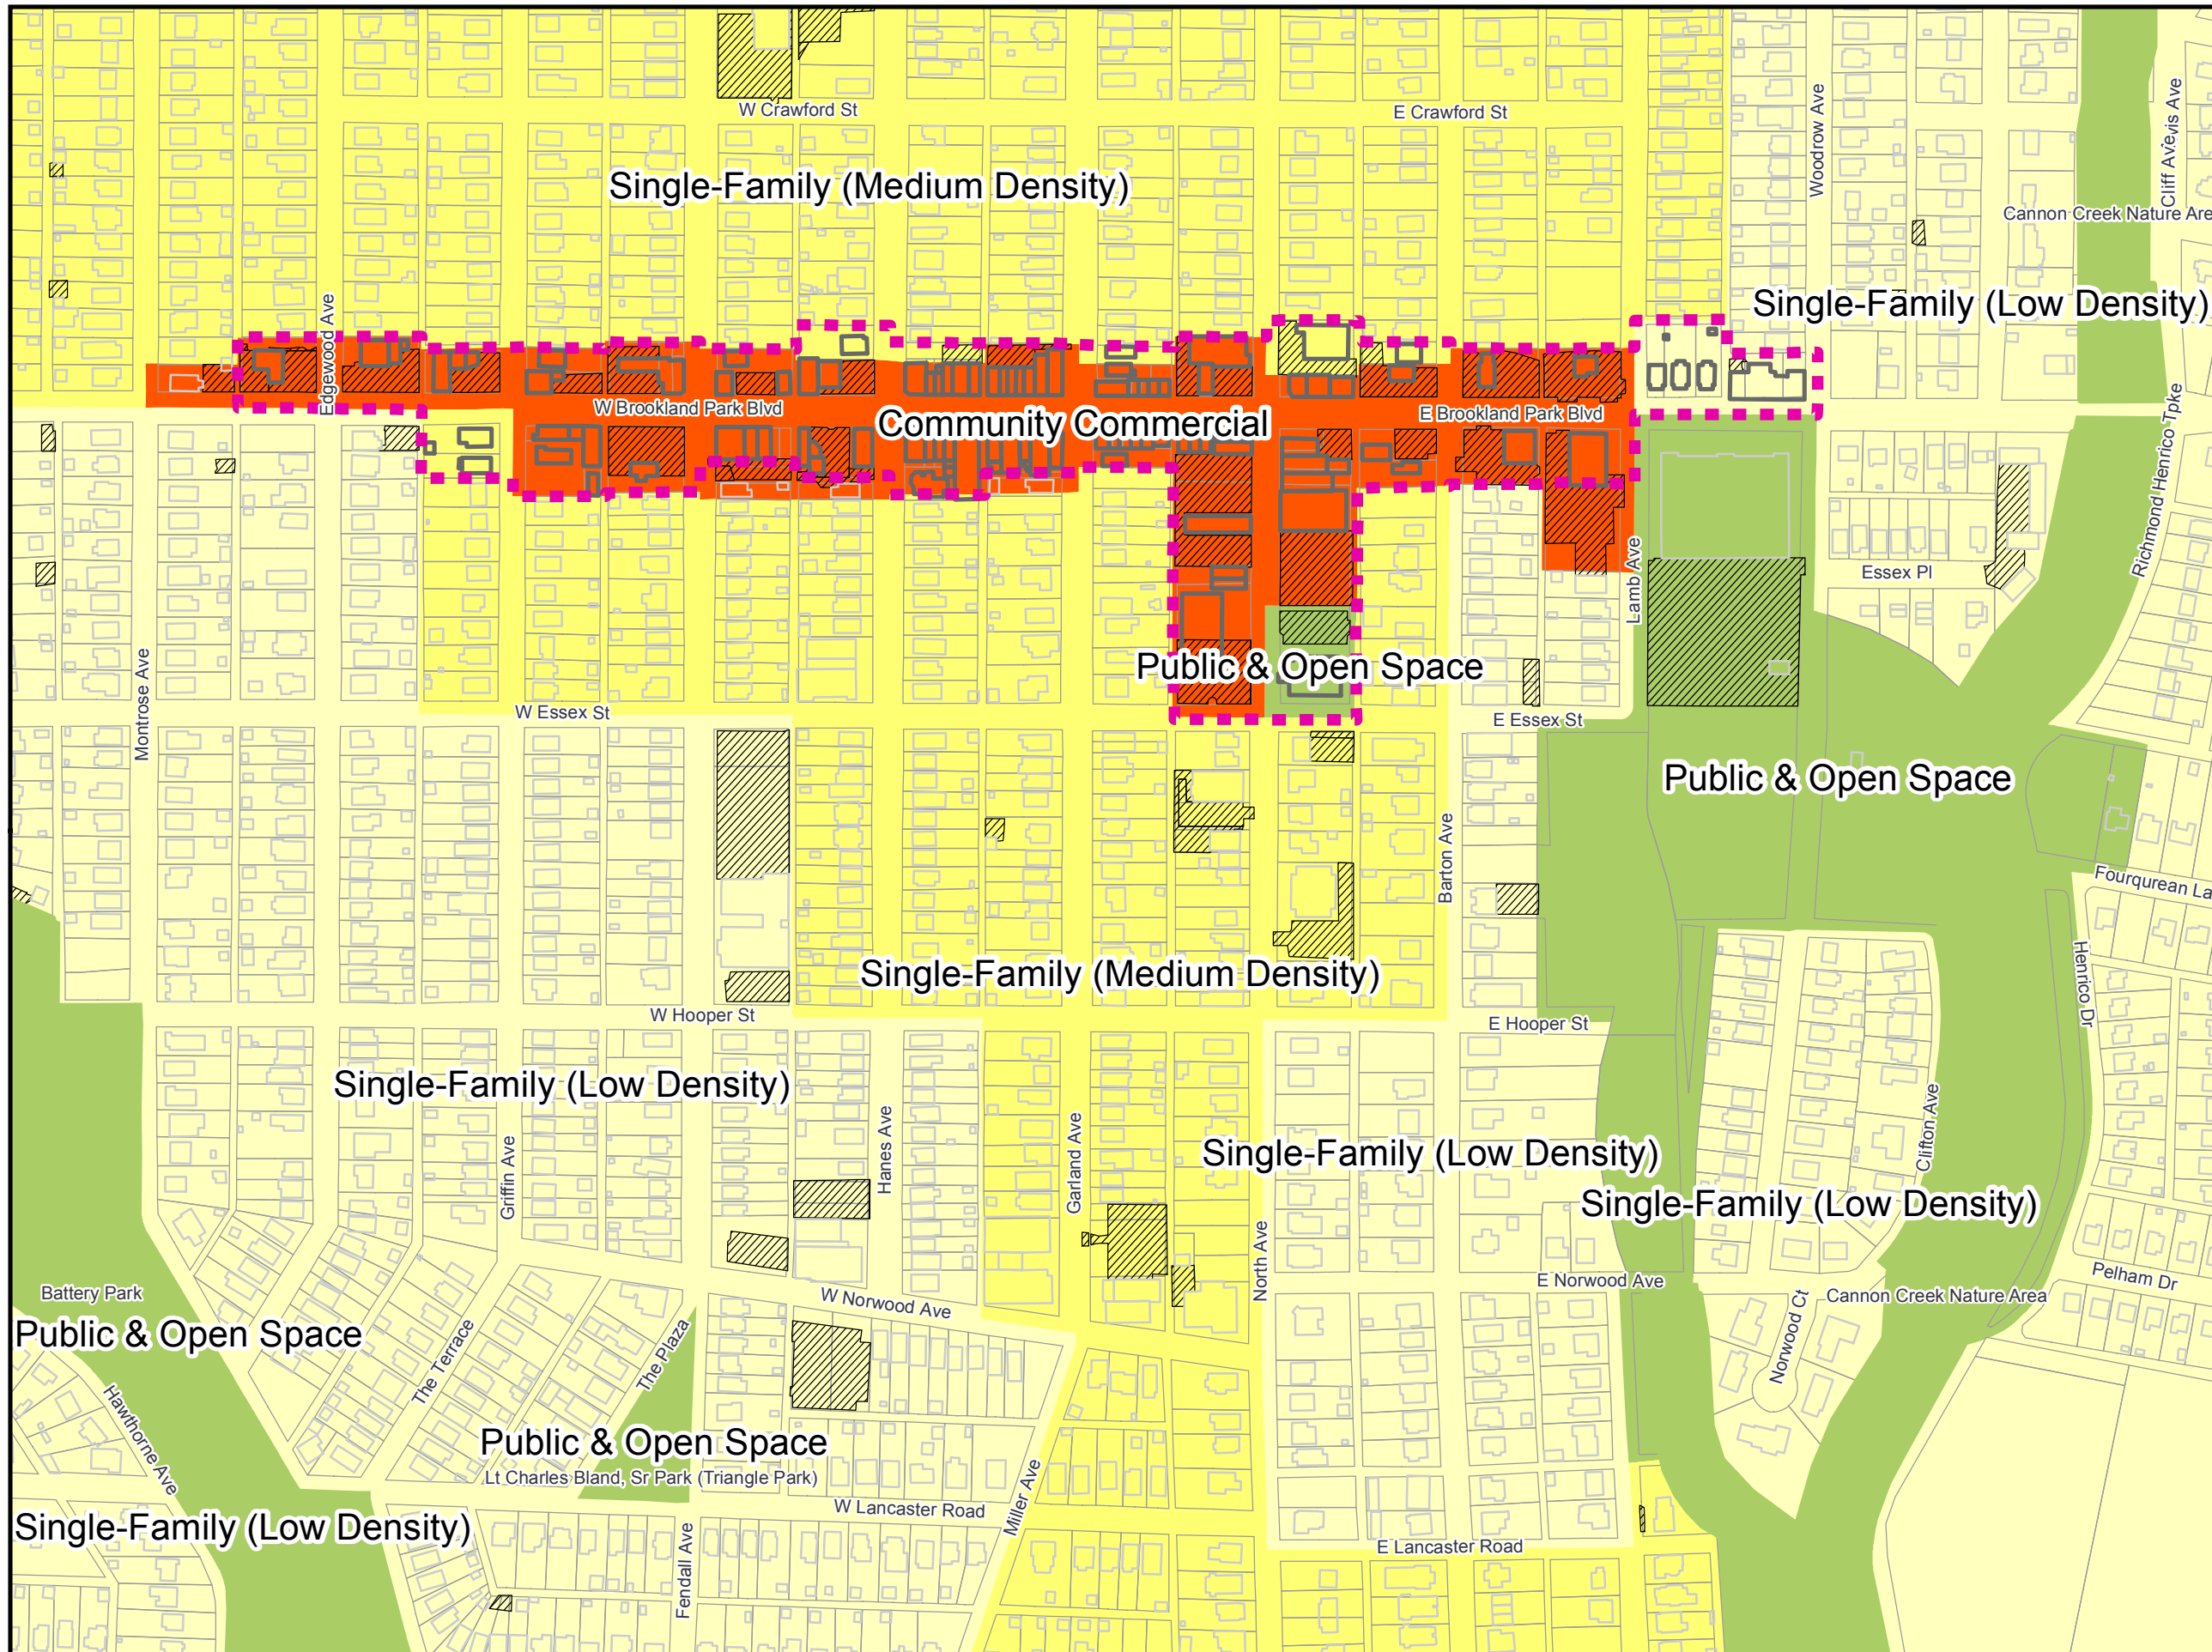 W Crawford St
E Crawford St
Woodrow Ave
Cliff Ave
vis Ave
Single-Family (Medium Density)
Cannon Creek Nature Are
Single-Family (Low Density)
Edgewood Ave
W Brookland Park Blvd
E Brookland Park Blvd
Community Commercial
Richmond Henrico Tpke
Lamb Ave
Essex Pl
Montrose Ave
Public & Open Space
W Essex St
E Essex St
Public & Open Space
Barton Ave
Fourqurean La
Henrico Dr
Single-Family (Medium Density)
W Hooper St
E Hooper St
Single-Family (Low Density)
Griffin Ave
Hanes Ave
Garland Ave
Single-Family (Low Density)
Clifton Ave
Single-Family (Low Density)
North Ave
E Norwood Ave
Pelham Dr
Battery Park
W Norwood Ave
Cannon Creek Nature Area
Public & Open Space
The Terrace
The Plaza
Norwood Ct
Hawthorne Ave
Public & Open Space
Lt Charles Bland, Sr Park (Triangle Park)
W Lancaster Road
Miller Ave
Single-Family (Low Density)
E Lancaster Road
Fendall Ave